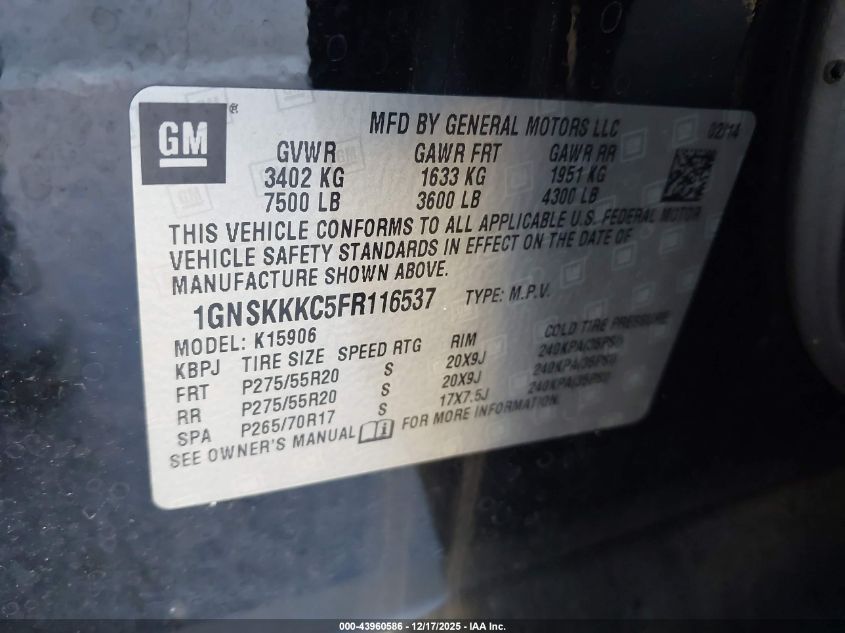 GM ®
MFD BY GENERAL MOTORS LLC 02/14
GVWR GAWR FRT GAWR RR
3402 KG 1633 KG 1951 KG
7500 LB 3600 LB 4300 LB
THIS VEHICLE CONFORMS TO ALL APPLICABLE U.S. FEDERAL MOTOR
VEHICLE SAFETY STANDARDS IN EFFECT ON THE DATE OF
MANUFACTURE SHOWN ABOVE.
1GNSKKKC5FR116537 TYPE: M.P.V.
MODEL: K15906
KBPJ TIRE SIZE SPEED RTG RIM COLD TIRE PRESSURE
FRT P275/55R20 S 20X9J 240KPA(35PSI)
RR P275/55R20 S 20X9J 240KPA(35PSI)
SPA P265/70R17 S 17X7.5J 240KPA(35PSI)
SEE OWNER'S MANUAL FOR MORE INFORMATION.
000-43960586 - 12/17/2025 - IAA Inc.